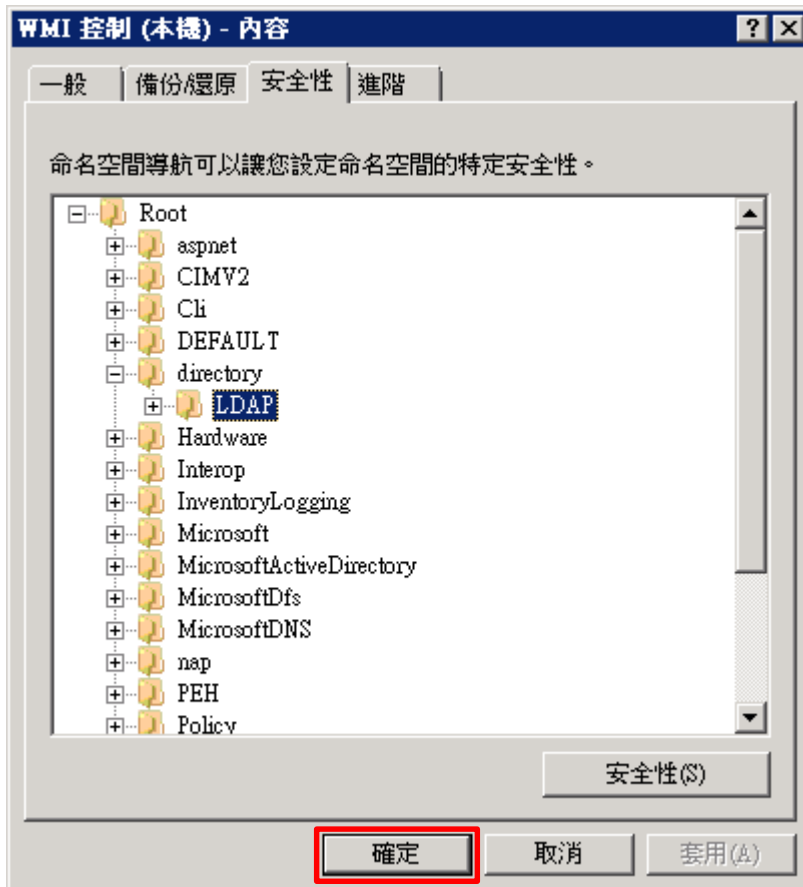 WMI 控制 (本機) - 內容
一般 備份/還原 安全性 進階
命名空間導航可以讓您設定命名空間的特定安全性。
Root
aspnet
CIMV2
Cli
DEFAULT
directory
LDAP
Hardware
Interop
InventoryLogging
Microsoft
MicrosoftActiveDirectory
MicrosoftDfs
MicrosoftDNS
nap
PEH
Policy
安全性(S)
確定 取消 套用(A)